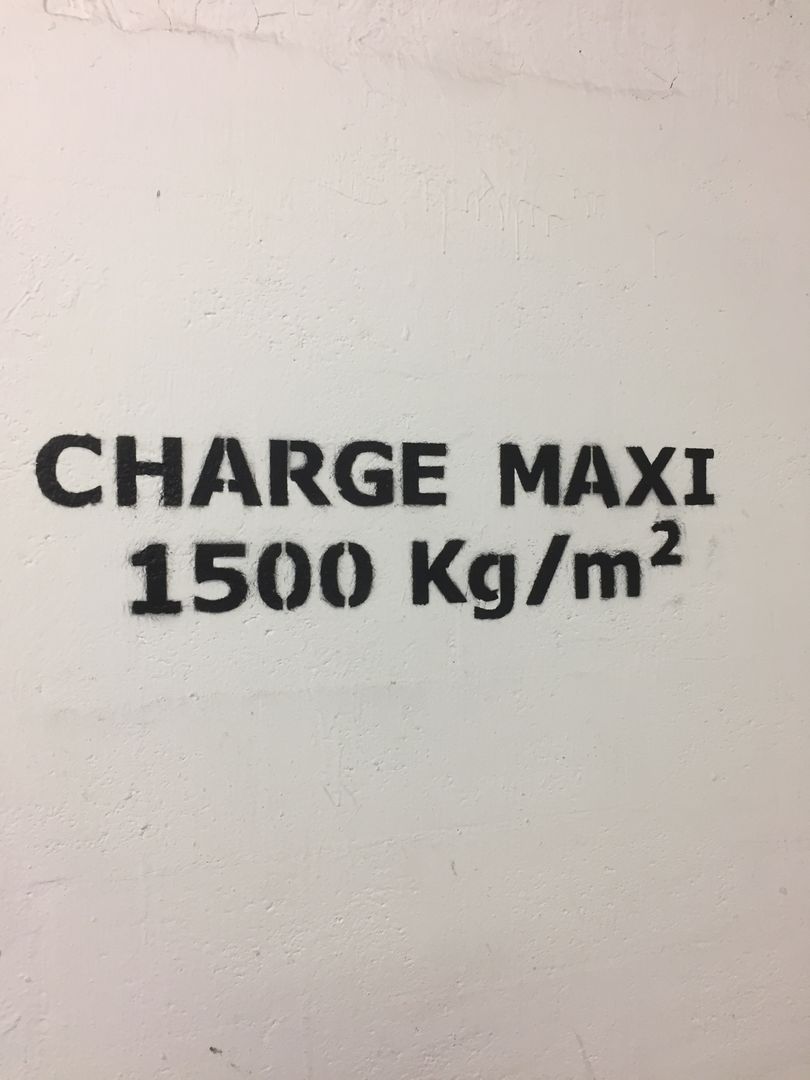 CHARGE MAXI
1500 Kg/m²